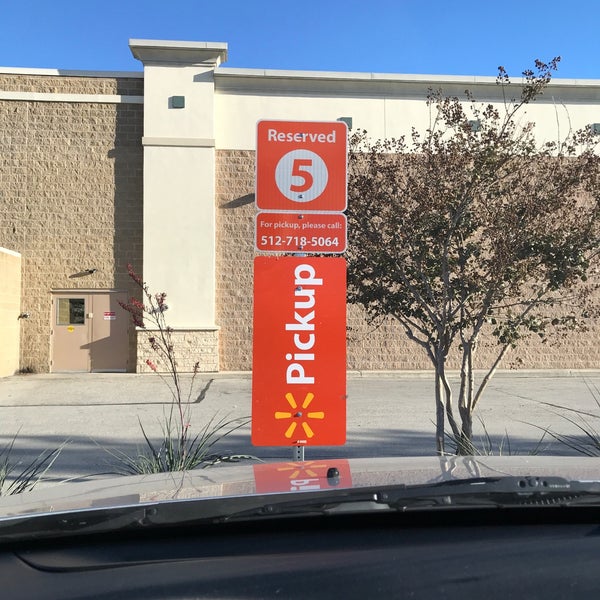 Reserved
5
For pickup, please call:
512-718-5064
Pickup